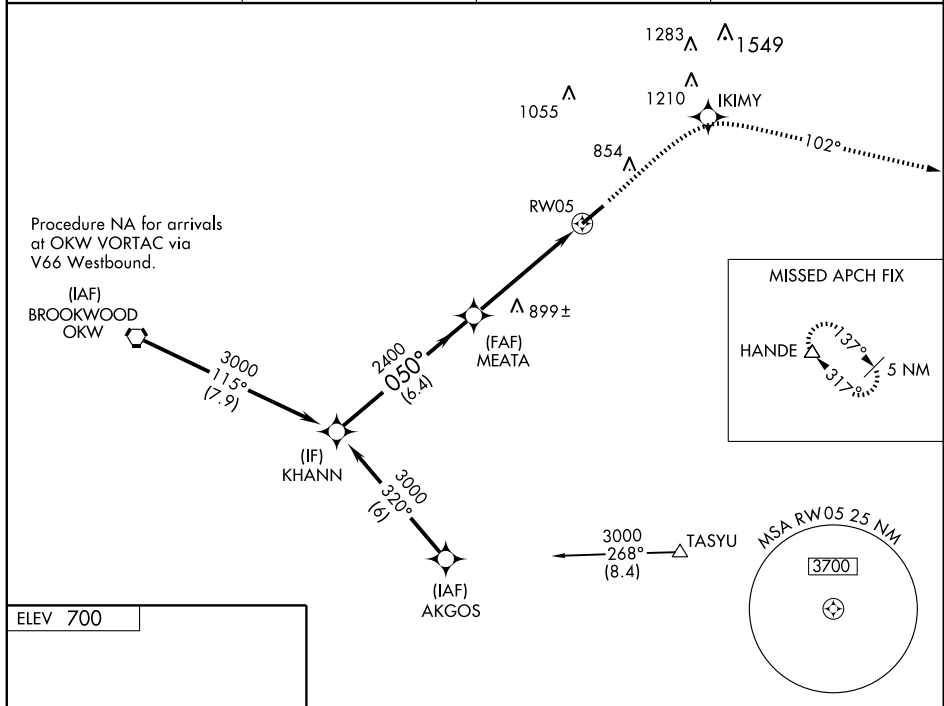 1283
1549
1210
IKIMY
1055
854
102°
RW05
Procedure NA for arrivals
at OKW VORTAC via
V66 Westbound.
(IAF)
BROOKWOOD
OKW
3000
115°
(7.9)
2400
050°
(6.4)
899±
(FAF)
MEATA
(IF)
KHANN
MISSED APCH FIX
HANDE
137°
317°
5 NM
3000
320°
(6)
(IAF)
AKGOS
3000
268°
(8.4)
TASYU
MSA RW05 25 NM
3700
ELEV 700